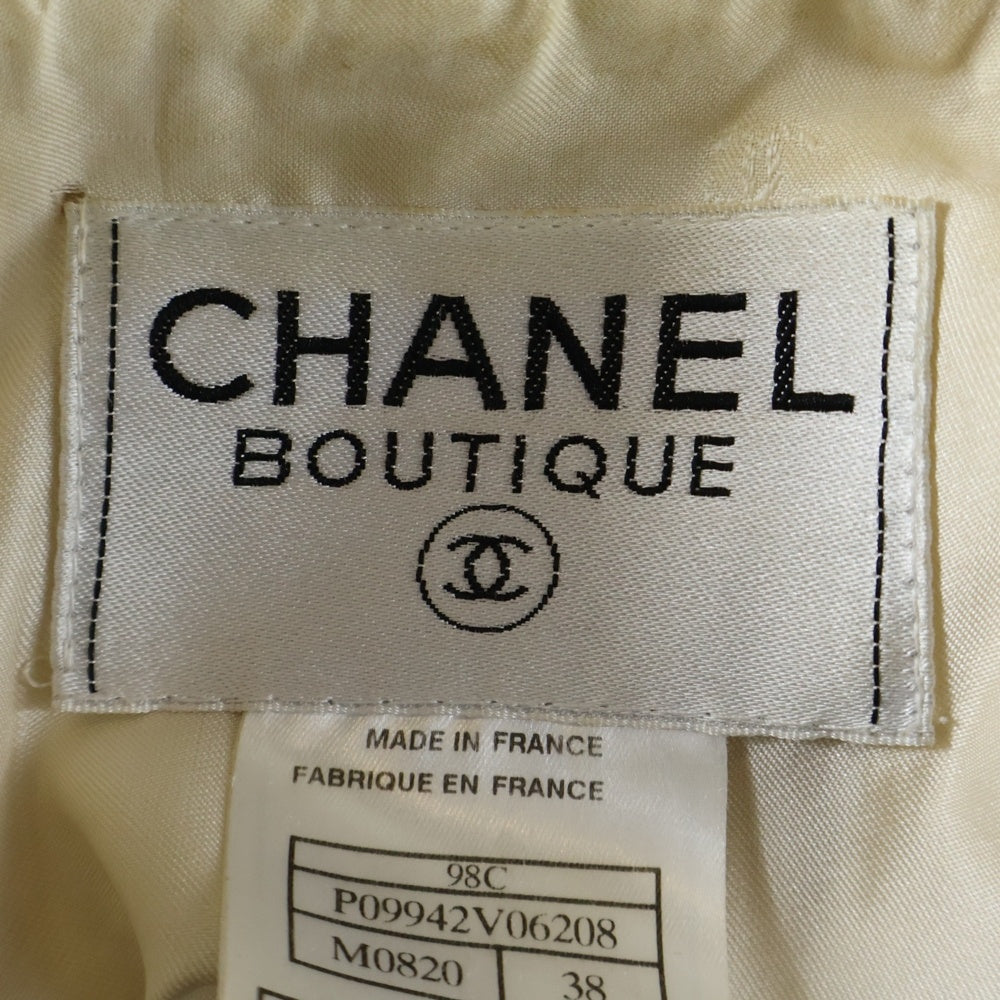 CHANEL
BOUTIQUE
MADE IN FRANCE
FABRIQUE EN FRANCE
98C
P09942V06208
M0820 38